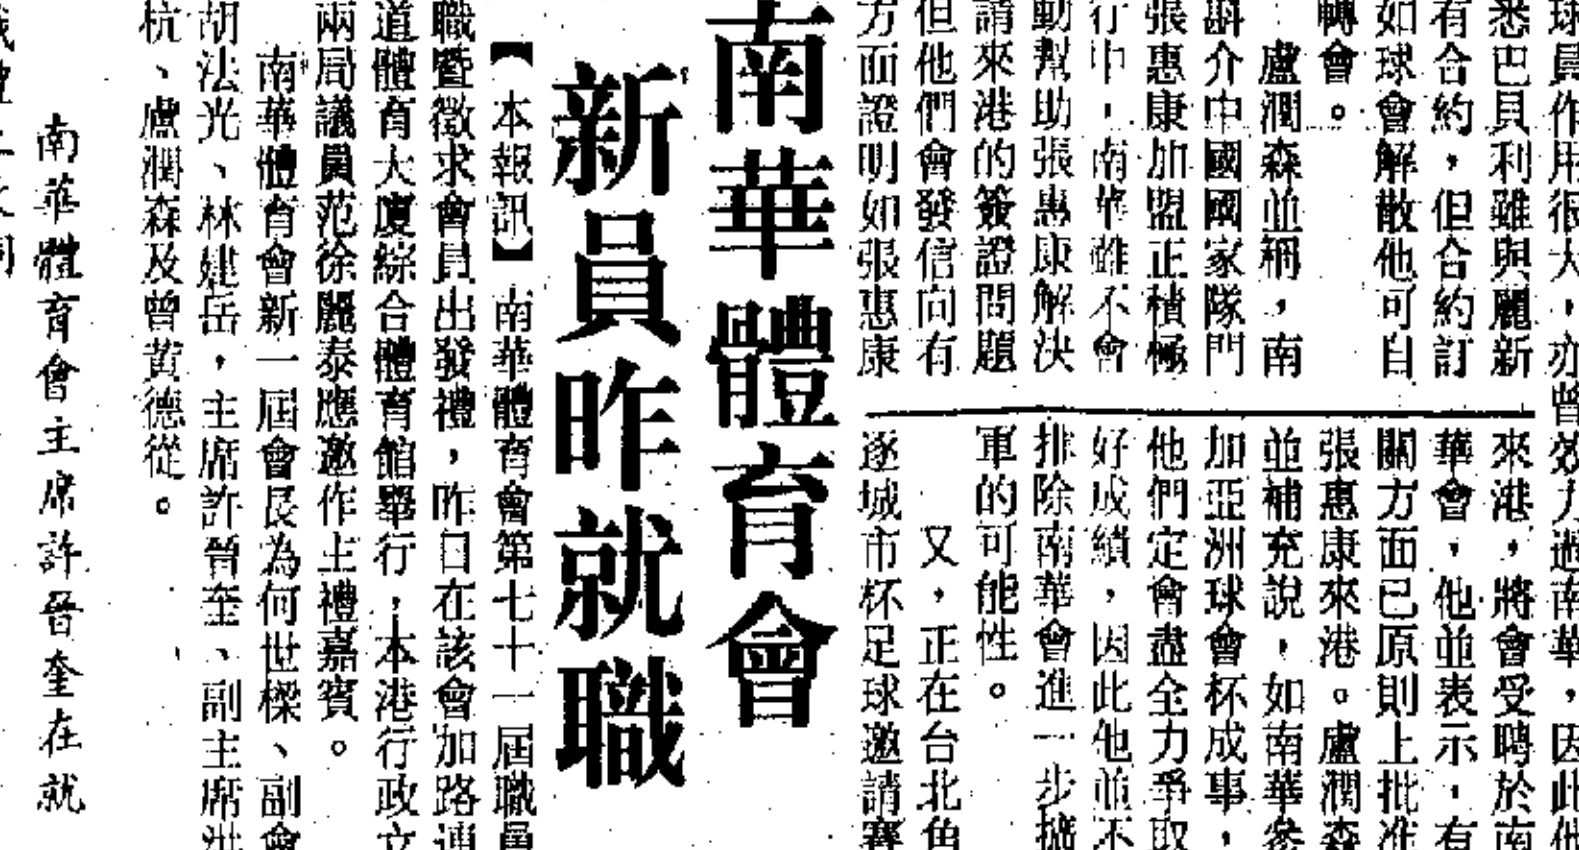 球員作用很大，亦曾效力過南華，因此他
悉巴貝利雖與麗新
有合約，但合約訂
如球會解散他可自
轉會。
盧潤森並稱，南
斟介中國國家隊門
張惠康加盟正積極
行中，南華雖不會
動幫助張惠康解決
請來港的簽證問題
但他們會發信向有
方面證明如張惠康
來港，將會受聘於南
華會，他並表示，有
關方面已原則上批准
張惠康來港。盧潤森
並補充說，如南華參
加亞洲球會杯成事，
他們定會盡全力爭取
好成績，因此他並不
排除南華會進一步擴
軍的可能性。
又，正在台北角
逐城市杯足球邀請賽
南華體育會
新員昨就職
【本報訊】南華體育會第七十一屆職員
職暨徵求會員出發禮，昨日在該會加路連
道體育大廈綜合體育館舉行，本港行政立
兩局議員范徐麗泰應邀作主禮嘉賓。
南華體育會新一屆會長為何世樑、副會
胡法光、林建岳，主席許晉奎、副主席洪
杭、盧潤森及曾黃德從。
南華體育會主席許晉奎在就